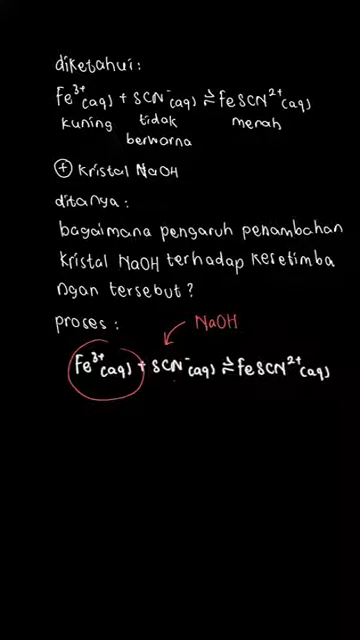 diketahui:
Fe³⁺(aq) + SCN⁻(aq) ⇌ FeSCN²⁺(aq)
kuning tidak berwarna merah
⊕ kristal NaOH
ditanya:
bagaimana pengaruh penambahan
kristal NaOH terhadap kesetimba
ngan tersebut?
proses:
NaOH
Fe³⁺(aq) + SCN⁻(aq) ⇌ FeSCN²⁺(aq)